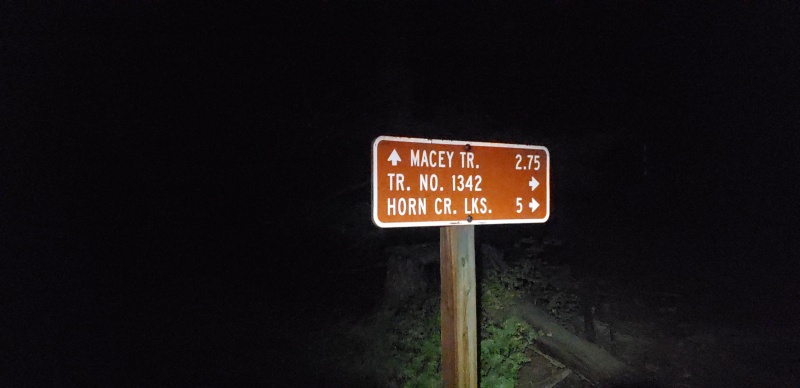 ↑ MACEY TR. 2.75
TR. NO. 1342 →
HORN CR. LKS. 5 →